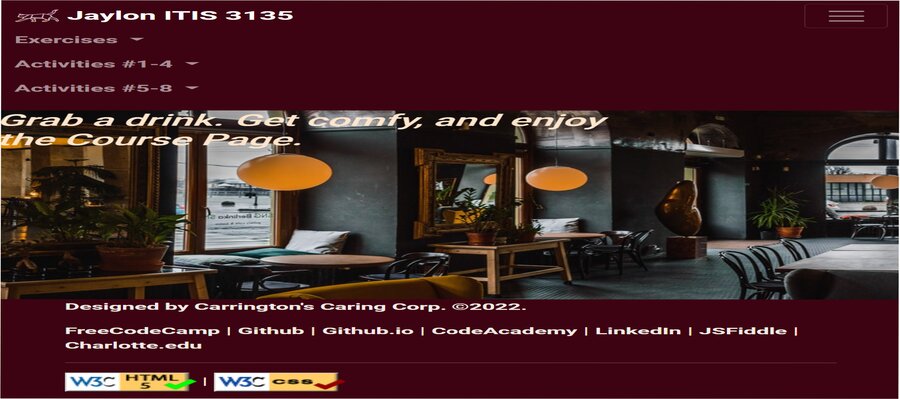 Jaylon ITIS 3135
Exercises
Activities #1-4
Activities #5-8
Grab a drink. Get comfy, and enjoy
the Course Page.
Designed by Carrington's Caring Corp. ©2022.
FreeCodeCamp | Github | Github.io | CodeAcademy | LinkedIn | JSFiddle |
Charlotte.edu
W3C HTML 5 | W3C css